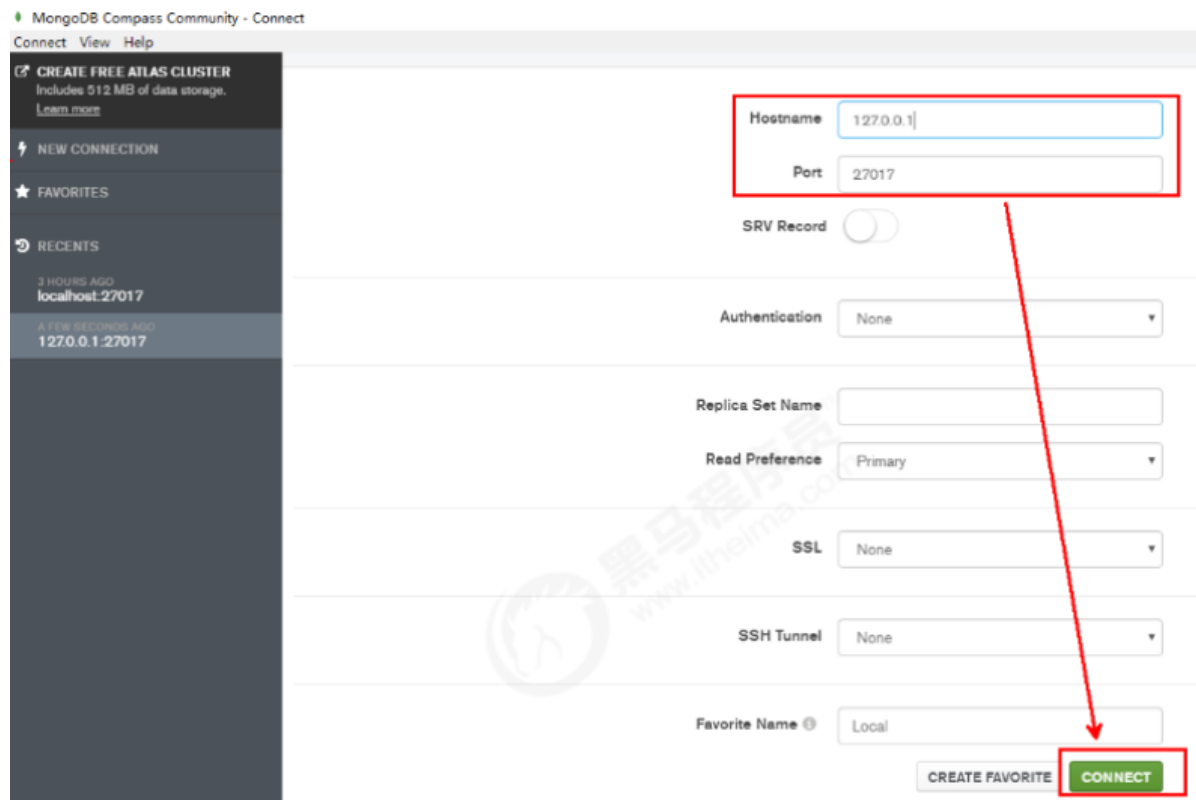 MongoDB Compass Community - Connect
Connect View Help
CREATE FREE ATLAS CLUSTER
Includes 512 MB of data storage.
Learn more
NEW CONNECTION
FAVORITES
RECENTS
3 HOURS AGO
localhost:27017
A FEW SECONDS AGO
127.0.0.1:27017
Hostname 127.0.0.1
Port 27017
SRV Record
Authentication None
Replica Set Name
Read Preference Primary
SSL None
SSH Tunnel None
Favorite Name Local
CREATE FAVORITE CONNECT
黑马程序员
www.itheima.com